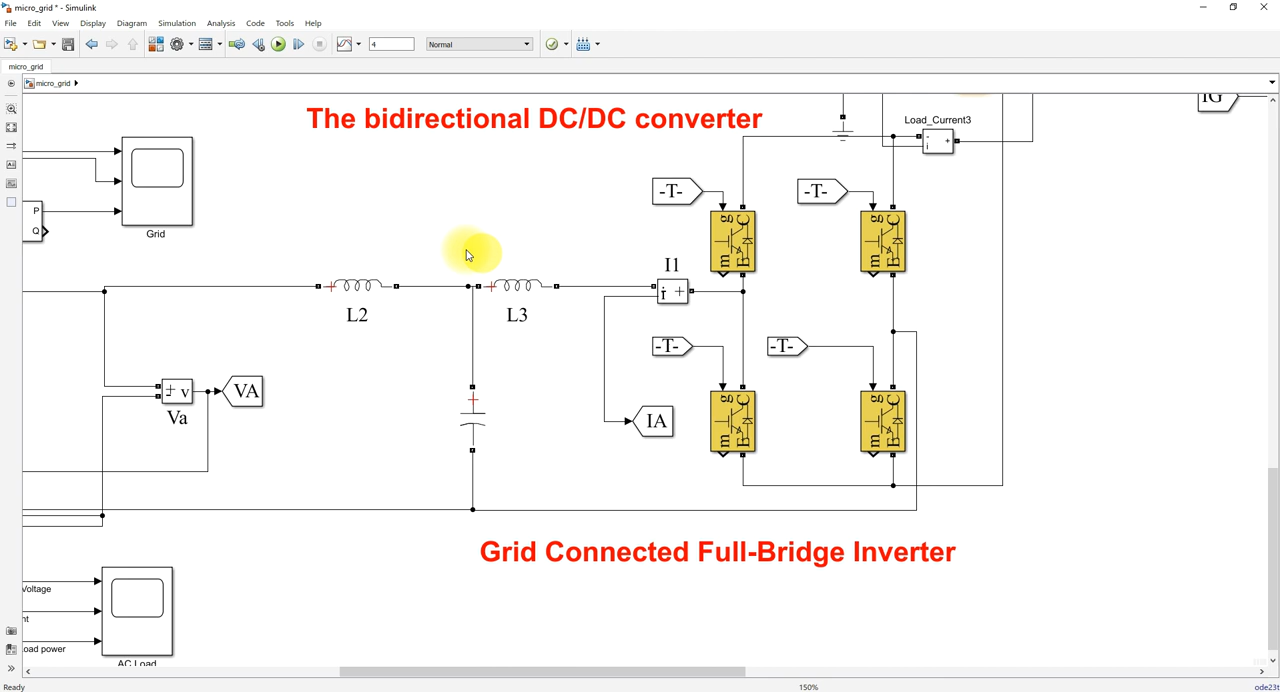 micro_grid * - Simulink
File Edit View Display Diagram Simulation Analysis Code Tools Help
4
Normal
micro_grid
micro_grid
The bidirectional DC/DC converter
IG
Load_Current3
-
i
+
P
Q
Grid
-T-
-T-
g C
m E
g C
m E
I1
i +
L2
L3
-T-
-T-
+
v
VA
Va
IA
g C
m E
g C
m E
Grid Connected Full-Bridge Inverter
Voltage
nt
oad power
AC Load
Ready
150%
ode23t